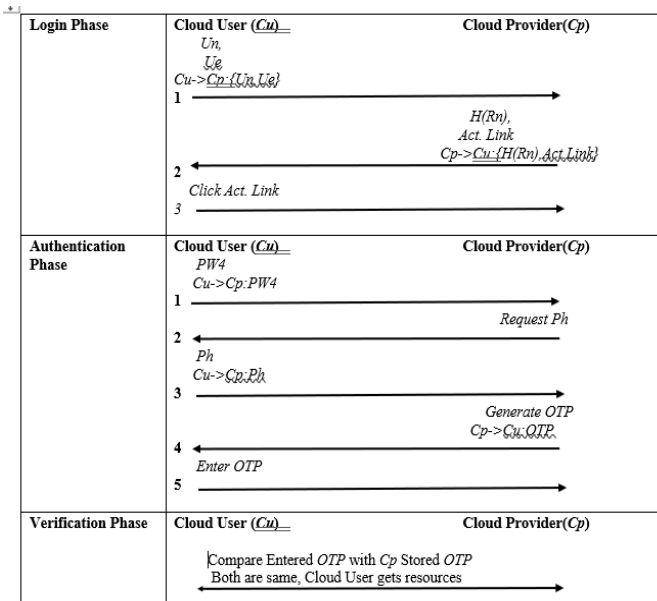 Login Phase Cloud User (Cu) Cloud Provider(Cp)
Un,
Ue
Cu->Cp:{Un,Ue}
1
H(Rn),
Act. Link
Cp->Cu:{H(Rn),Act.Link}
2
Click Act. Link
3
Authentication Phase Cloud User (Cu) Cloud Provider(Cp)
PW4
Cu->Cp:PW4
1
Request Ph
2
Ph
Cu->Cp:Ph
3
Generate OTP
Cp->Cu:OTP
4
Enter OTP
5
Verification Phase Cloud User (Cu) Cloud Provider(Cp)
Compare Entered OTP with Cp Stored OTP
Both are same, Cloud User gets resources